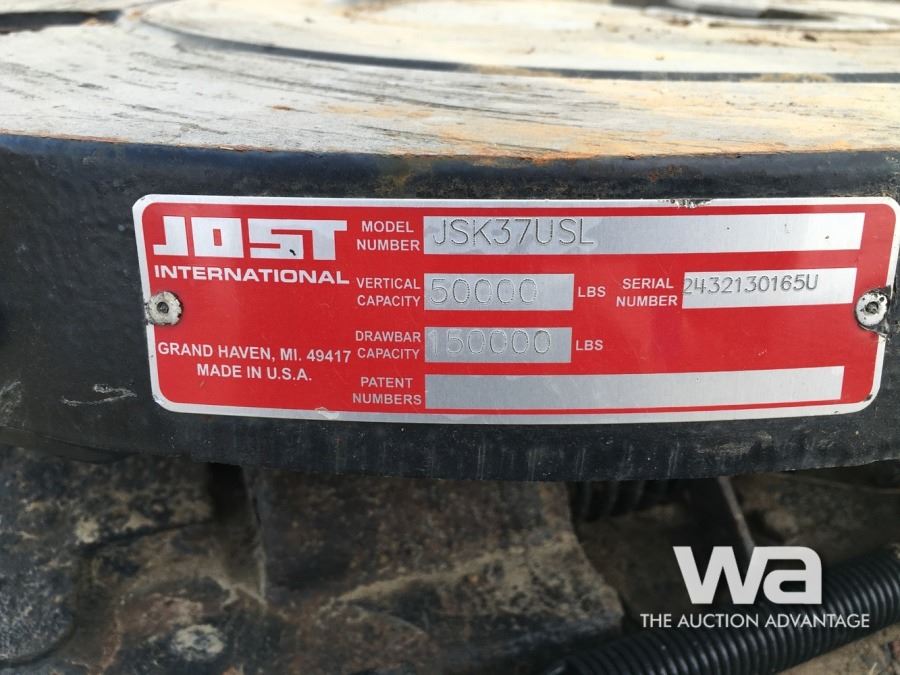 JOST
INTERNATIONAL
MODEL NUMBER JSK37USL
VERTICAL CAPACITY 50000 LBS
SERIAL NUMBER 2432130165U
DRAWBAR CAPACITY 150000 LBS
GRAND HAVEN, MI. 49417
MADE IN U.S.A.
PATENT NUMBERS
wa
THE AUCTION ADVANTAGE